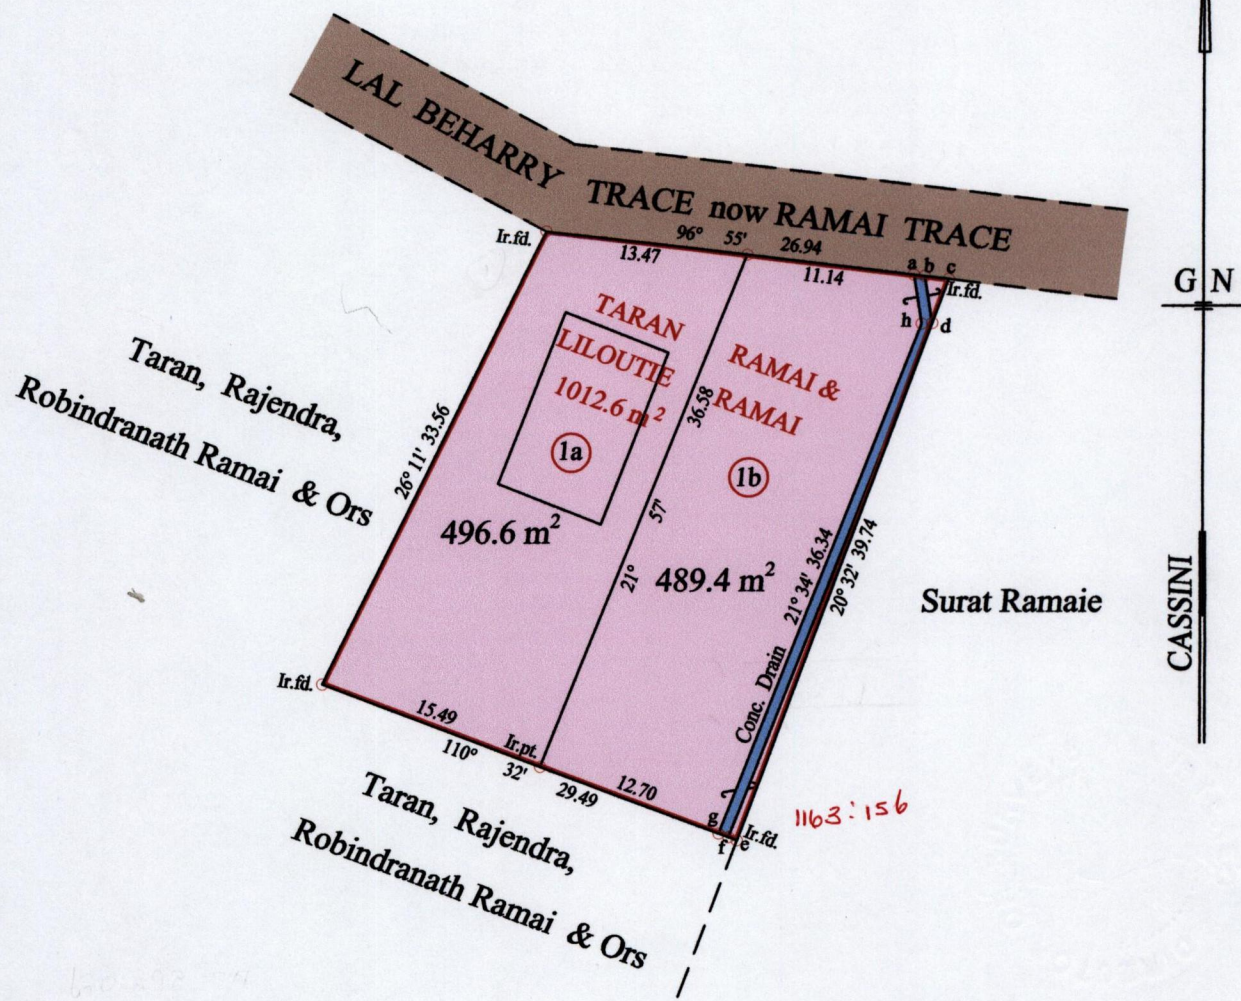 LAL BEHARRY TRACE now RAMAI TRACE
96° 55' 26.94
Ir.fd.
13.47
11.14
a b c
Ir.fd.
h d
G N
TARAN
LILOUTIE
1012.6 m²
1a
RAMAI &
RAMAI
1b
36.58
21° 57'
26° 11' 33.56
Taran, Rajendra,
Robindranath Ramai & Ors
496.6 m²
489.4 m²
21° 34' 36.34
20° 32' 39.74
Surat Ramaie
CASSINI
Conc. Drain
Ir.fd.
15.49
Ir.pt.
110° 32' 29.49
12.70
g
f e
Ir.fd.
1163:156
Taran, Rajendra,
Robindranath Ramai & Ors